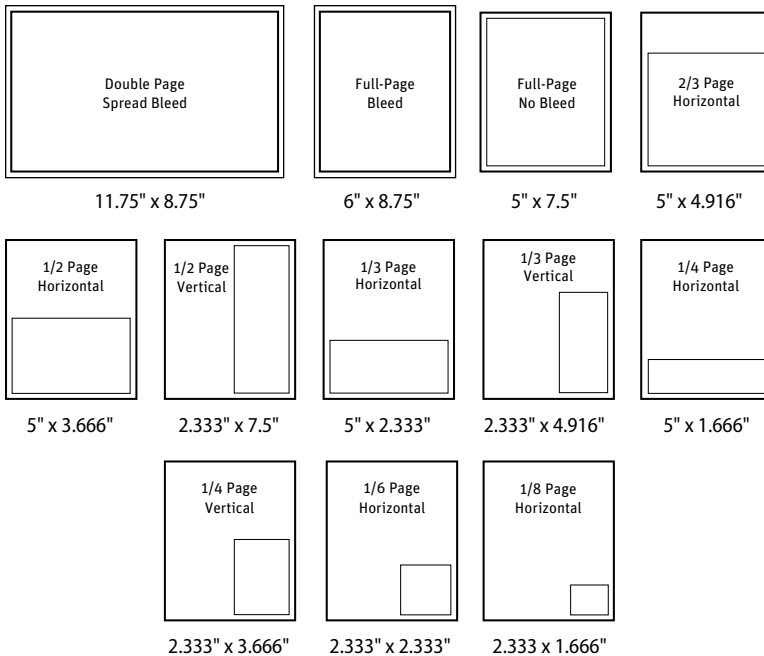 Double Page
Spread Bleed
11.75" x 8.75"
Full-Page
Bleed
6" x 8.75"
Full-Page
No Bleed
5" x 7.5"
2/3 Page
Horizontal
5" x 4.916"
1/2 Page
Horizontal
5" x 3.666"
1/2 Page
Vertical
2.333" x 7.5"
1/3 Page
Horizontal
5" x 2.333"
1/3 Page
Vertical
2.333" x 4.916"
1/4 Page
Horizontal
5" x 1.666"
1/4 Page
Vertical
2.333" x 3.666"
1/6 Page
Horizontal
2.333" x 2.333"
1/8 Page
Horizontal
2.333 x 1.666"